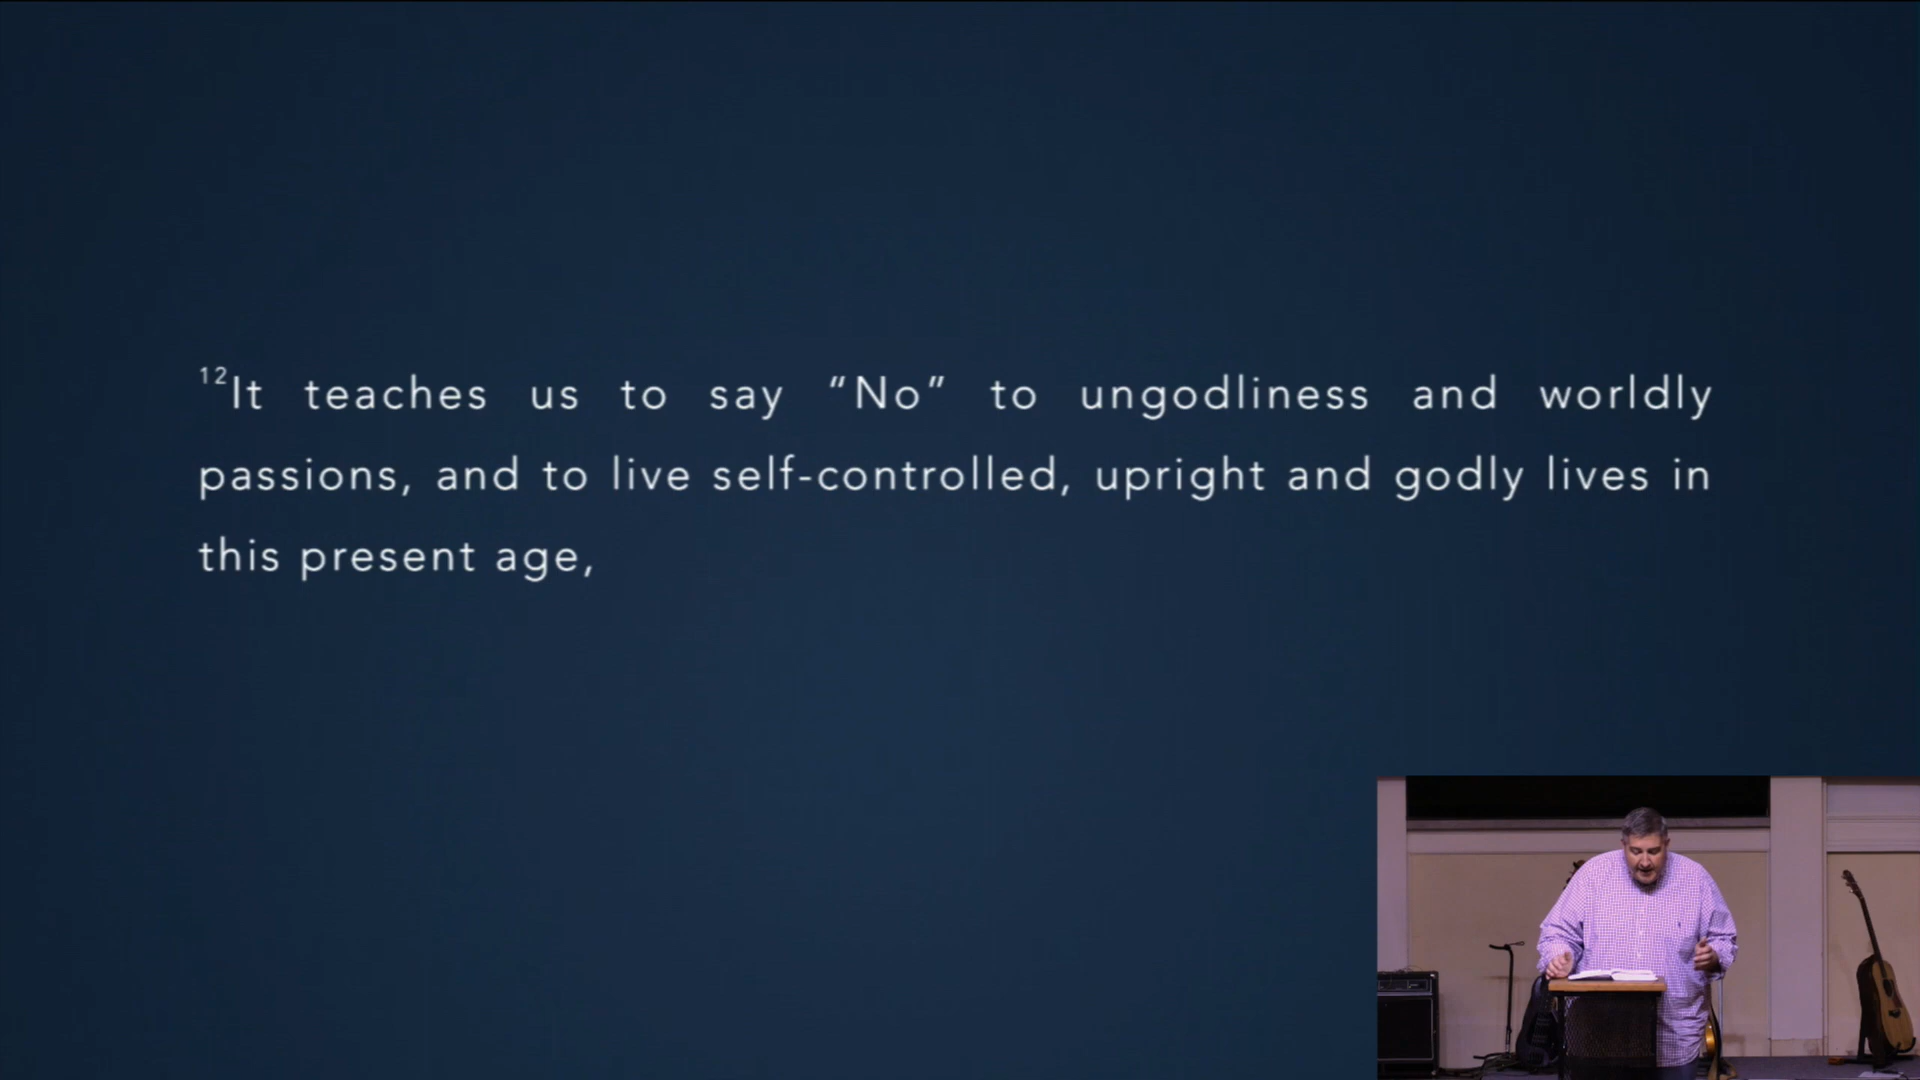 12It teaches us to say “No” to ungodliness and worldly
passions, and to live self-controlled, upright and godly lives in
this present age,